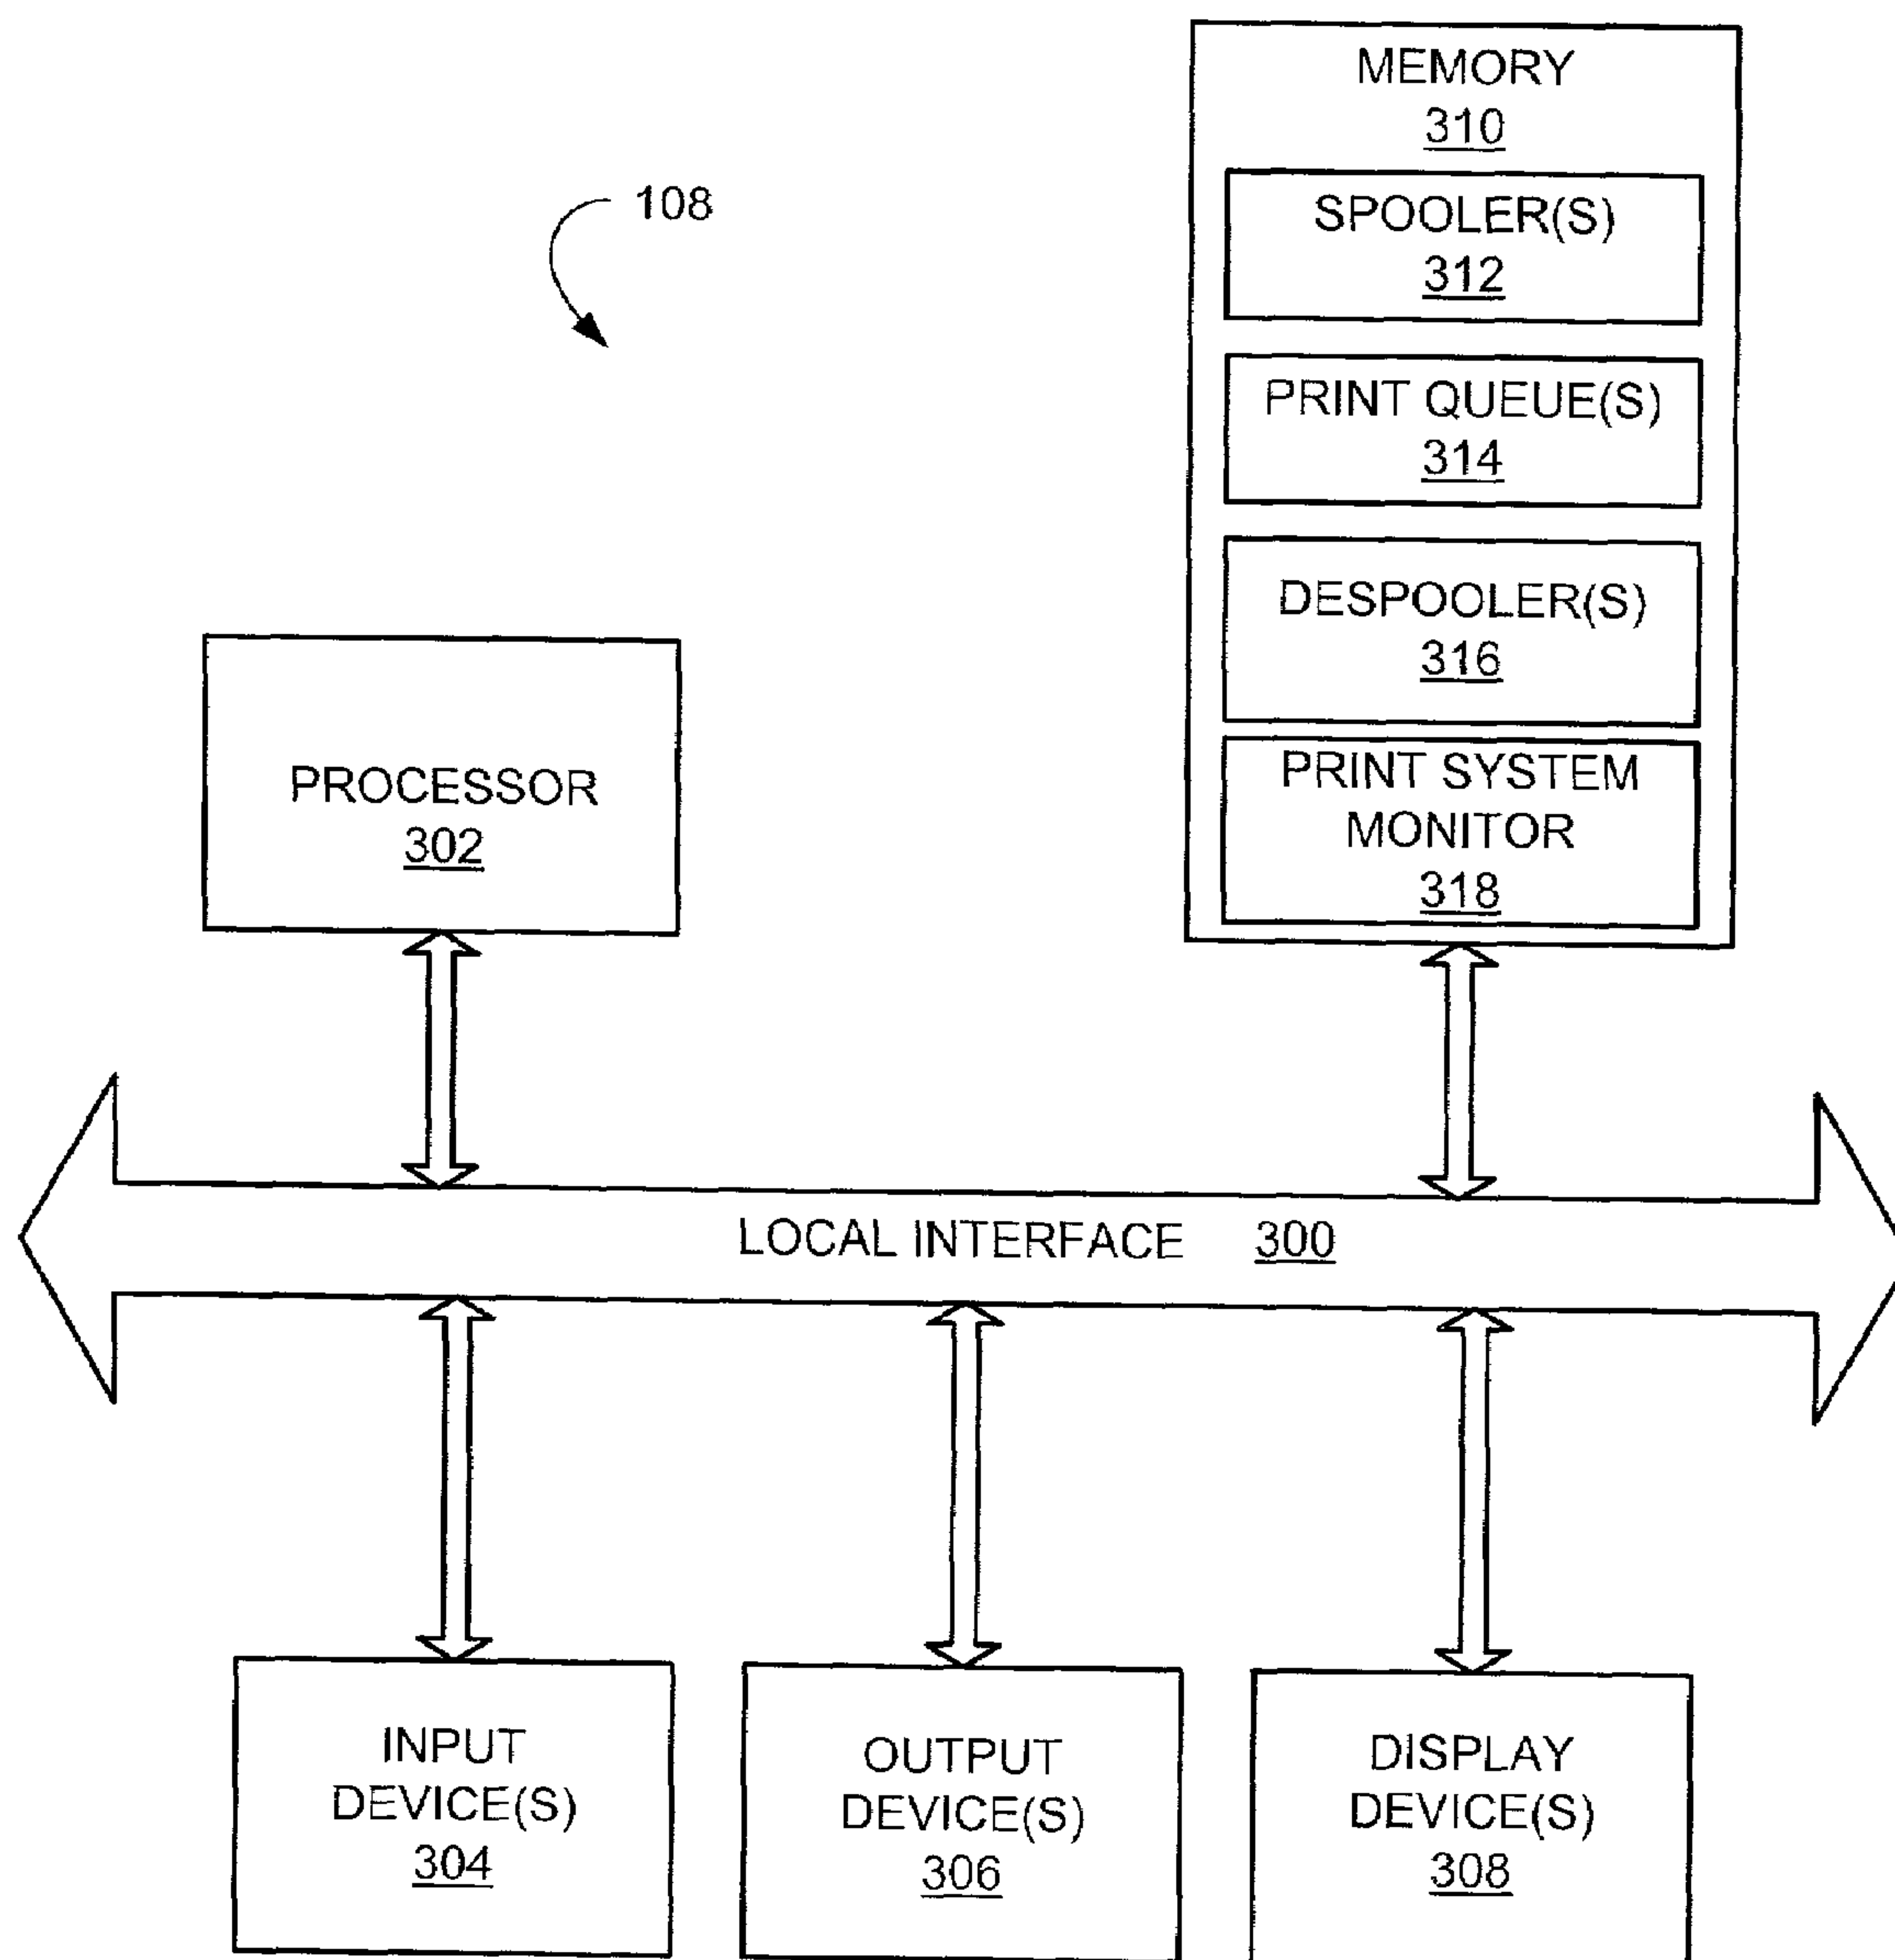 MEMORY
310
108
SPOOLER(S)
312
PRINT QUEUE(S)
314
DESPOOLER(S)
316
PRINT SYSTEM
MONITOR
318
PROCESSOR
302
LOCAL INTERFACE 300
INPUT
DEVICE(S)
304
OUTPUT
DEVICE(S)
306
DISPLAY
DEVICE(S)
308